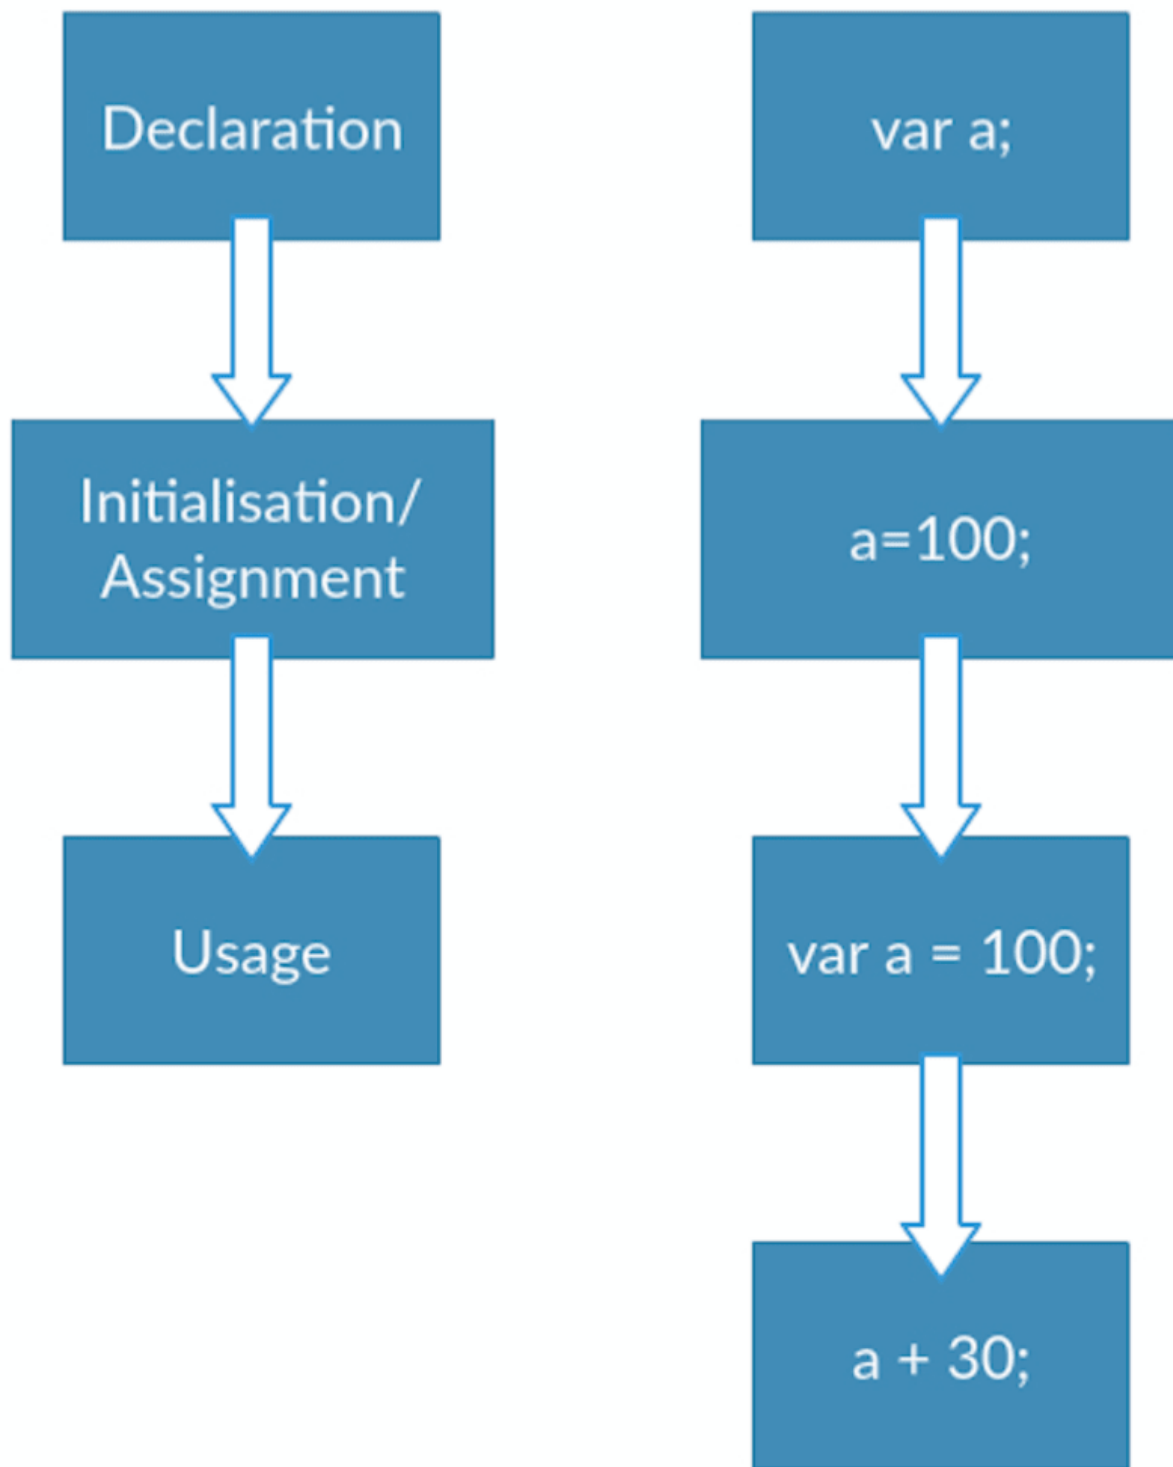 Declaration
Initialisation/
Assignment
Usage
var a;
a=100;
var a = 100;
a + 30;